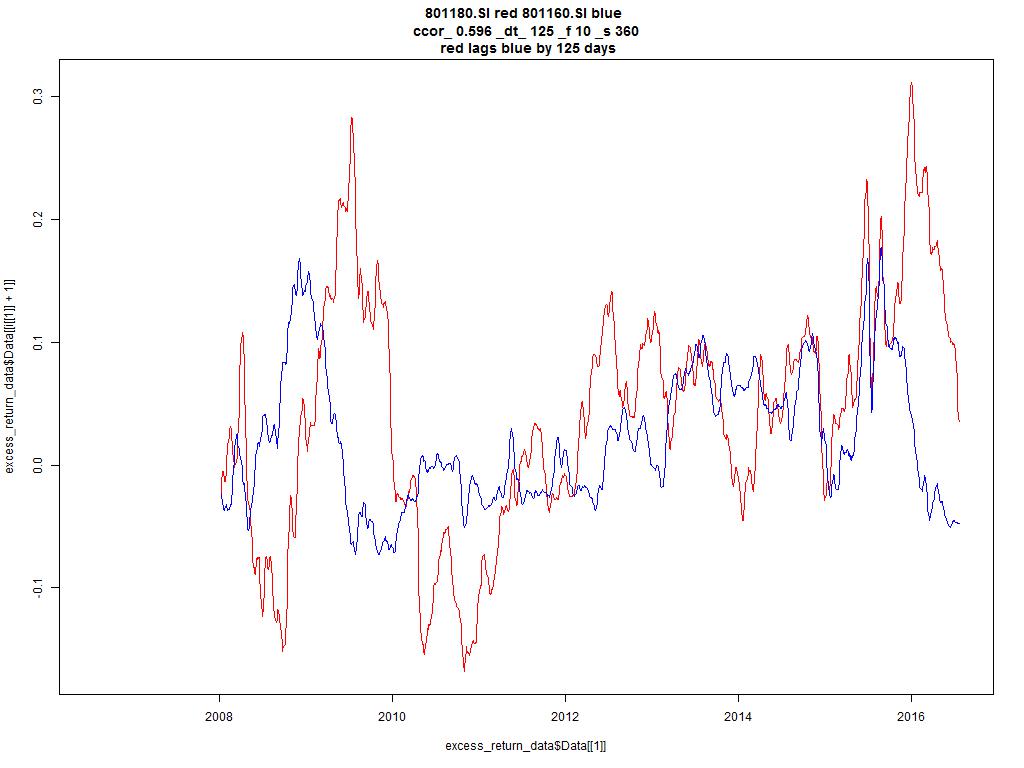 801180.SI red 801160.SI blue
ccor_ 0.596 _dt_ 125 _f 10 _s 360
red lags blue by 125 days
excess_return_data$Data[[i[[1]] + 1]]
0.3
0.2
0.1
0.0
-0.1
2008
2010
2012
2014
2016
excess_return_data$Data[[1]]